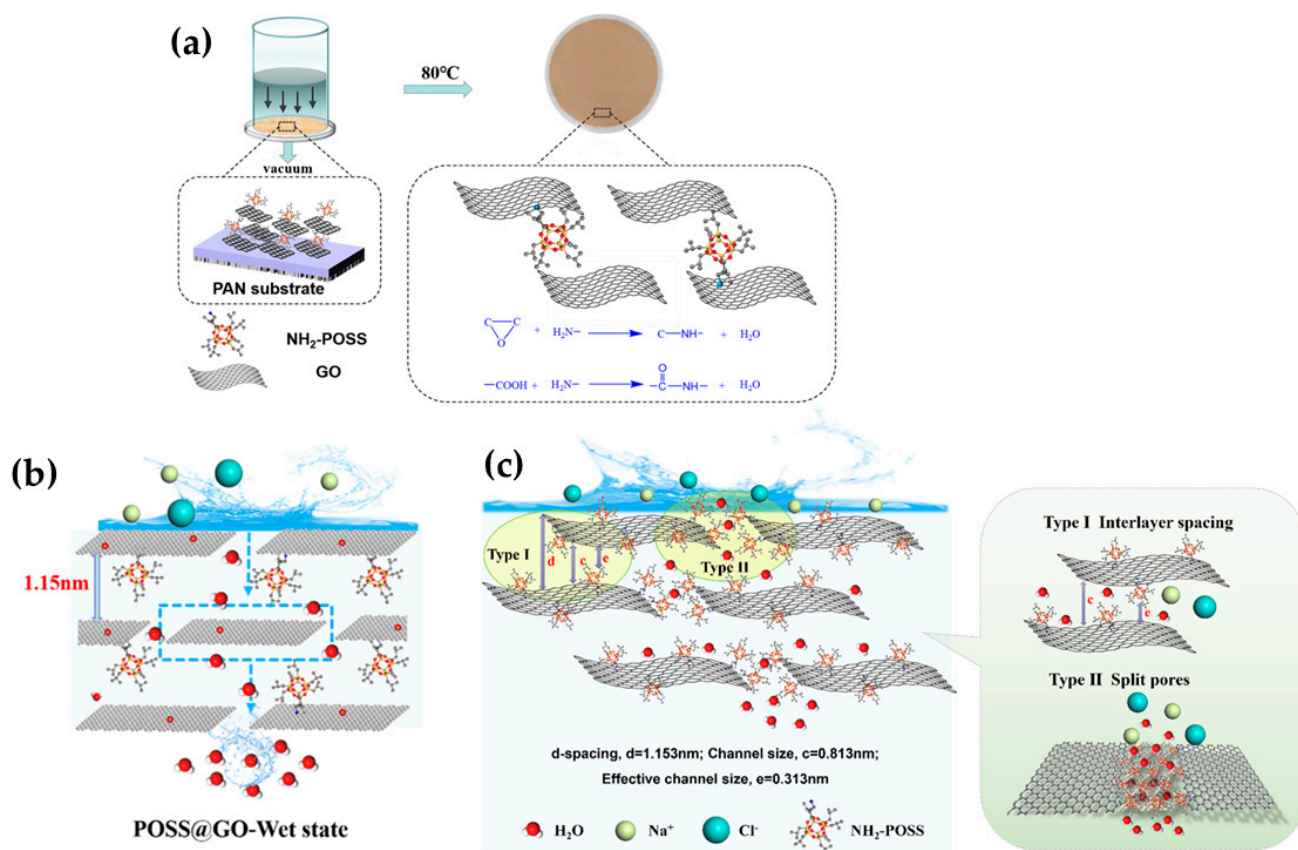 (a)
80°C
vacuum
PAN substrate
NH₂-POSS
GO
C C O + H₂N− C−NH− + H₂O
−COOH + H₂N− O −C−NH− + H₂O
(b)
1.15nm
POSS@GO-Wet state
(c)
Type I
d c e
Type II
d-spacing, d=1.153nm; Channel size, c=0.813nm;
Effective channel size, e=0.313nm
H₂O Na⁺ Cl⁻ NH₂-POSS
Type I Interlayer spacing
c
e
Type II Split pores